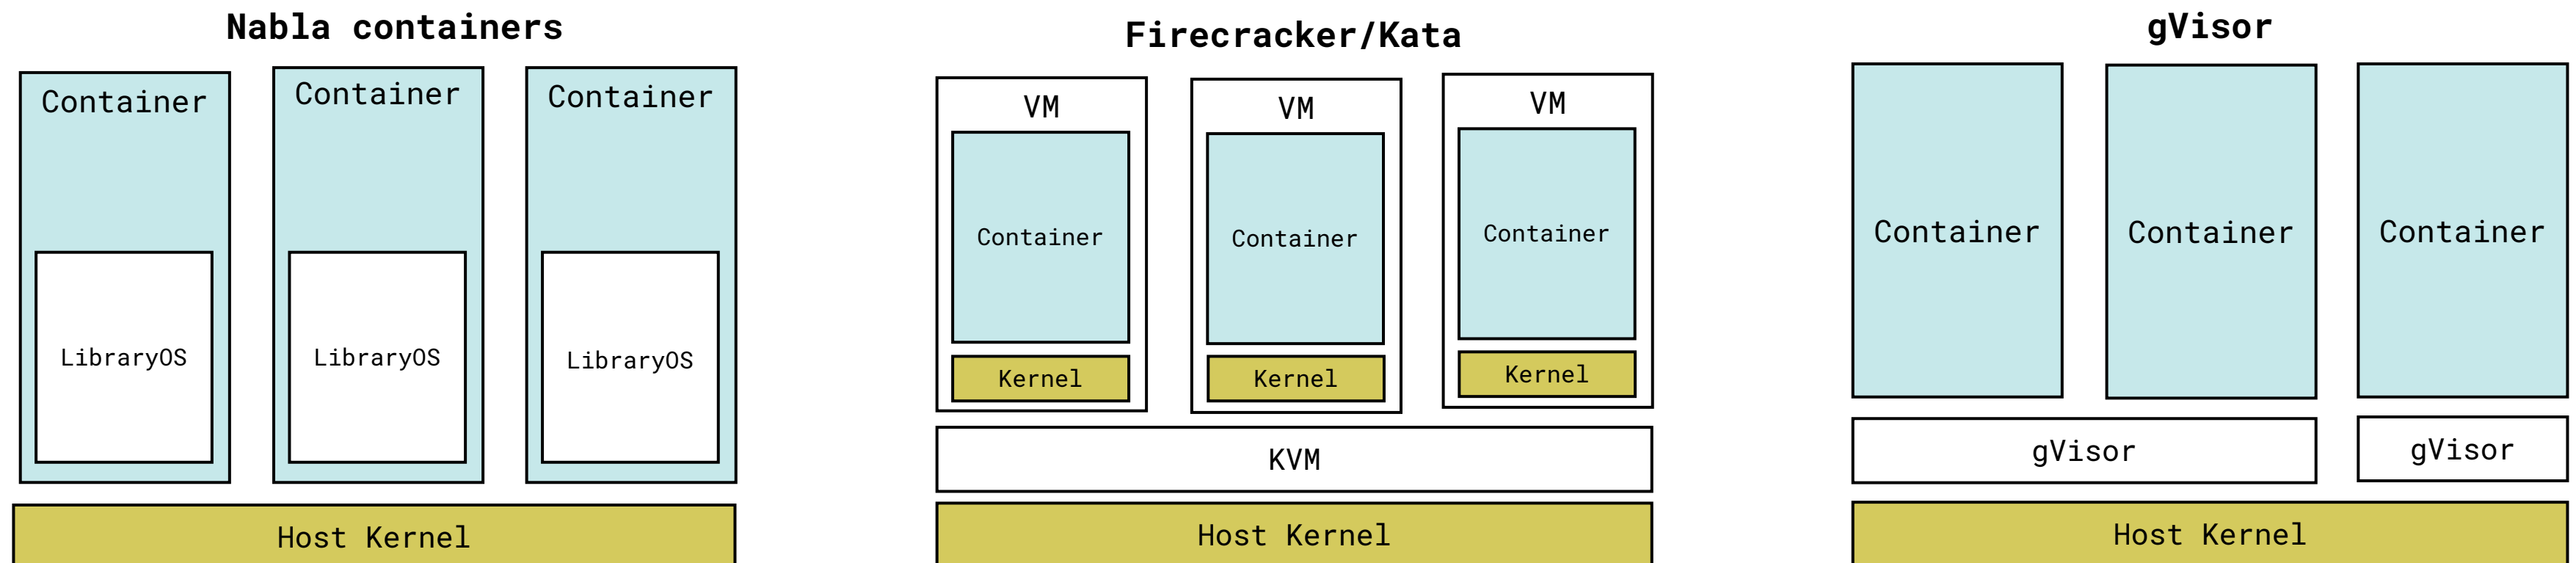 Nabla containers
Container
Container
Container
LibraryOS
LibraryOS
LibraryOS
Host Kernel
Firecracker/Kata
VM
VM
VM
Container
Container
Container
Kernel
Kernel
Kernel
KVM
Host Kernel
gVisor
Container
Container
Container
gVisor
gVisor
Host Kernel